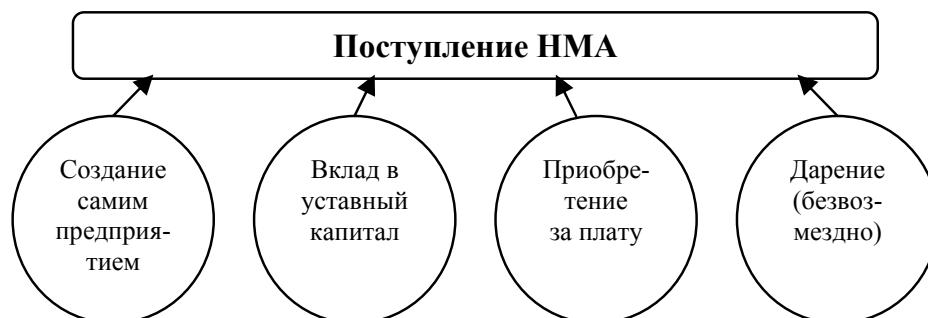 Поступление НМА
Создание
самим
предприя-
тием
Вклад в
уставный
капитал
Приобре-
тение
за плату
Дарение
(безвоз-
мездно)